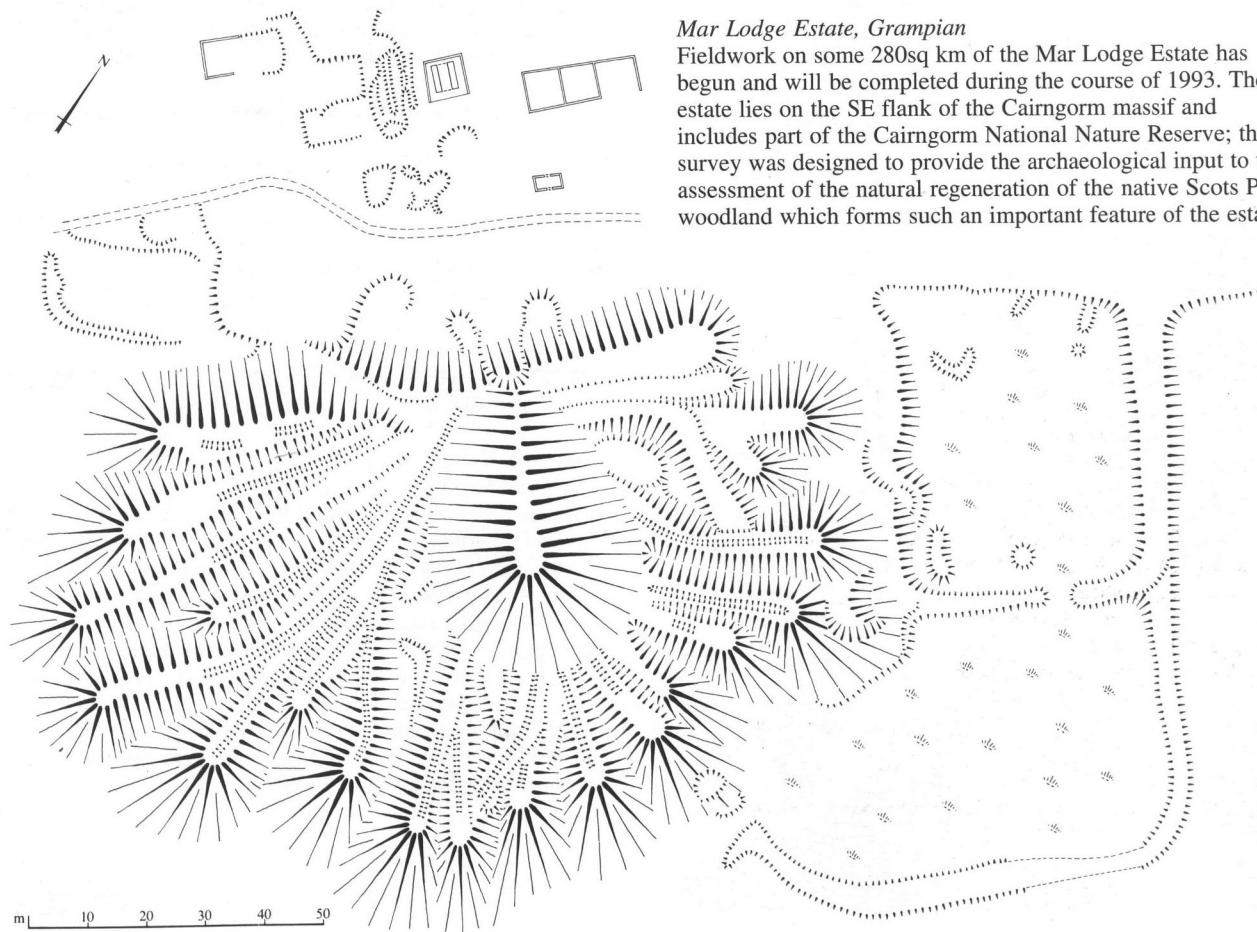 Mar Lodge Estate, Grampian
Fieldwork on some 280sq km of the Mar Lodge Estate has
begun and will be completed during the course of 1993. The
estate lies on the SE flank of the Cairngorm massif and
includes part of the Cairngorm National Nature Reserve;
survey was designed to provide the archaeological input to
assessment of the natural regeneration of the native Scots
woodland which forms such an important feature of the
N
m 10 20 30 40 50